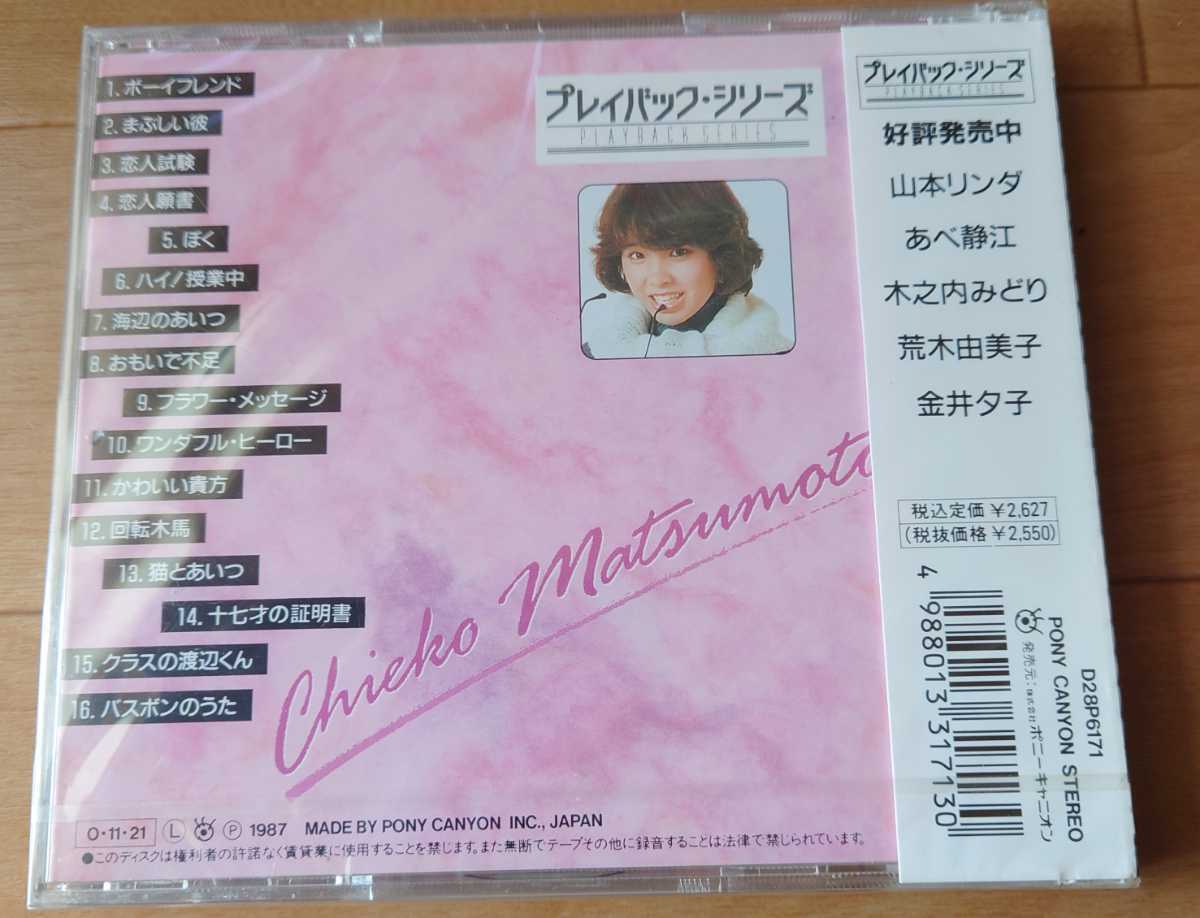 1. ボーイフレンド
2. まぶしい彼
3. 恋人試験
4. 恋人願書
5. ぼく
6. ハイ!授業中
7. 海辺のあいつ
8. おもいで不足
9. フラワー・メッセージ
10. ワンダフル・ヒーロー
11. かわいい貴方
12. 回転木馬
13. 猫とあいつ
14. 十七才の証明書
15. クラスの渡辺くん
16. バスボンのうた
プレイバック・シリーズ
PLAYBACK SERIES
Chieko Matsumoto
O・11・21 Ⓛ Ⓟ 1987 MADE BY PONY CANYON INC., JAPAN
●このディスクは権利者の許諾なく賃貸業に使用することを禁じます。また無断でテープその他に録音することは法律で禁じられています。
プレイバック・シリーズ
PLAYBACK SERIES
好評発売中
山本リンダ
あべ静江
木之内みどり
荒木由美子
金井夕子
税込定価 ¥2,627
(税抜価格 ¥2,550)
4 988013 317130
D28P6171
PONY CANYON STEREO
発売元:株式会社ポニーキャニオン